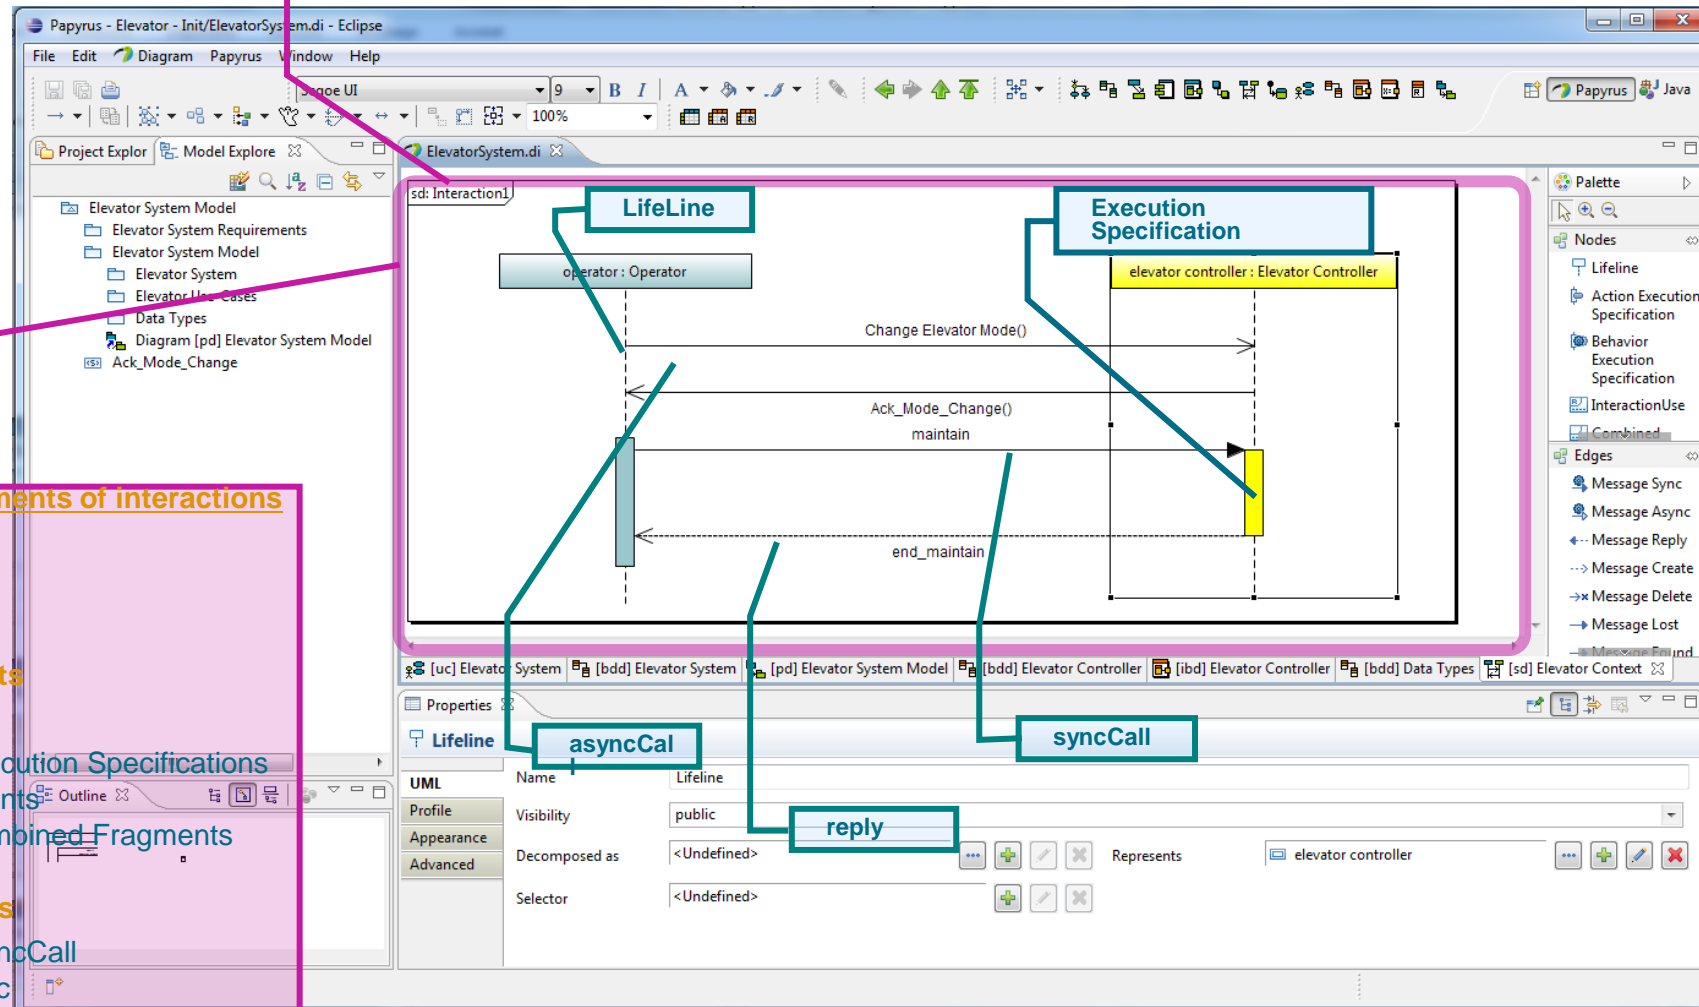 Papyrus - Elevator - Init/ElevatorSystem.di - Eclipse
File Edit Diagram Papyrus Window Help
Segoe UI 9 B I A
100%
Papyrus Java
Project Explor Model Explore
ElevatorSystem.di
Elevator System Model
Elevator System Requirements
Elevator System Model
Elevator System
Elevator Use Cases
Data Types
Diagram [pd] Elevator System Model
Ack_Mode_Change
sd: Interaction1
LifeLine
Execution
Specification
operator : Operator
elevator controller : Elevator Controller
Change Elevator Mode()
Ack_Mode_Change()
maintain
end_maintain
Palette
Nodes
Lifeline
Action Execution
Specification
Behavior
Execution
Specification
InteractionUse
Combined
Edges
Message Sync
Message Async
Message Reply
Message Create
Message Delete
Message Lost
Message Found
[uc] Elevator System [bdd] Elevator System [pd] Elevator System Model [bdd] Elevator Controller [ibd] Elevator Controller [bdd] Data Types [sd] Elevator Context
ments of interactions
ts
cution Specifications
nts
mbined Fragments
s
ncCall
c
Outline
Properties
Lifeline
asyncCal
l
syncCall
reply
UML
Profile
Appearance
Advanced
Name Lifeline
Visibility public
Decomposed as <Undefined> Represents elevator controller
Selector <Undefined>